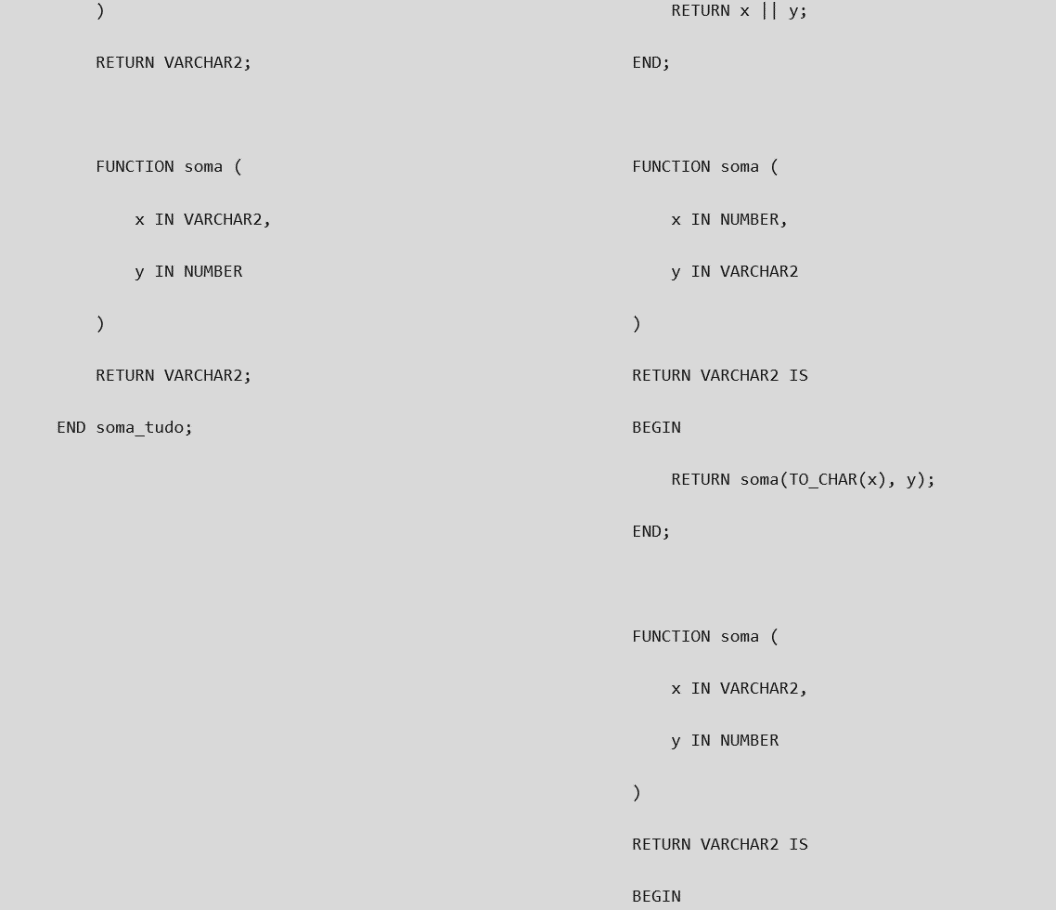 )
RETURN VARCHAR2;
FUNCTION soma (
x IN VARCHAR2,
y IN NUMBER
)
RETURN VARCHAR2;
END soma_tudo;
RETURN x || y;
END;
FUNCTION soma (
x IN NUMBER,
y IN VARCHAR2
)
RETURN VARCHAR2 IS
BEGIN
RETURN soma(TO_CHAR(x), y);
END;
FUNCTION soma (
x IN VARCHAR2,
y IN NUMBER
)
RETURN VARCHAR2 IS
BEGIN